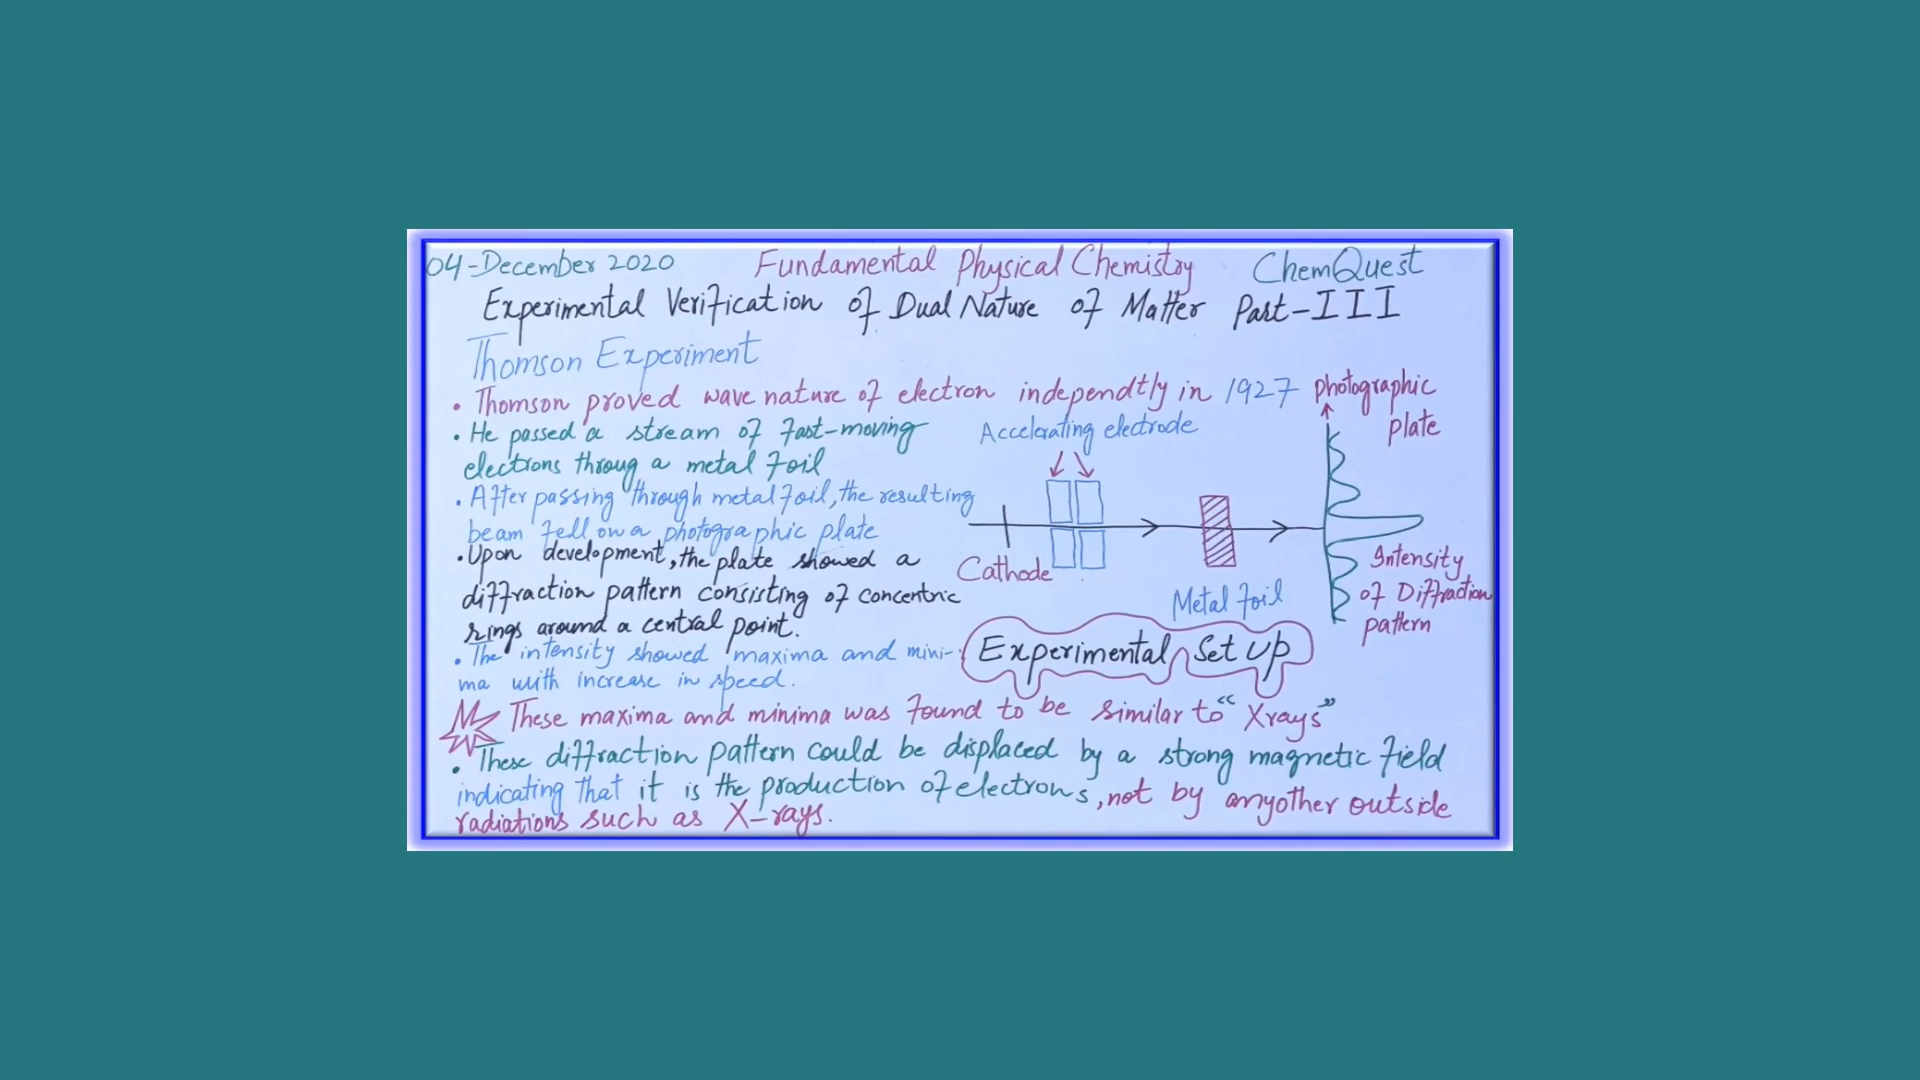 04-December 2020 Fundamental Physical Chemistry ChemQuest
Experimental Verification of Dual Nature of Matter Part-III
Thomson Experiment
• Thomson proved wave nature of electron independtly in 1927
• He passed a stream of fast-moving
electrons throug a metal foil
• After passing through metal foil, the resulting
beam fell on a photographic plate
• Upon development, the plate showed a
diffraction pattern consisting of concentric
rings around a central point.
• The intensity showed maxima and mini-
ma with increase in speed.
photographic
plate
Accelerating electrode
Cathode
Metal foil
Intensity
of Diffraction
pattern
Experimental Set up
These maxima and minima was found to be similar to "Xrays"
• These diffraction pattern could be displaced by a strong magnetic field
indicating that it is the production of electrons, not by anyother outside
radiations such as X-rays.